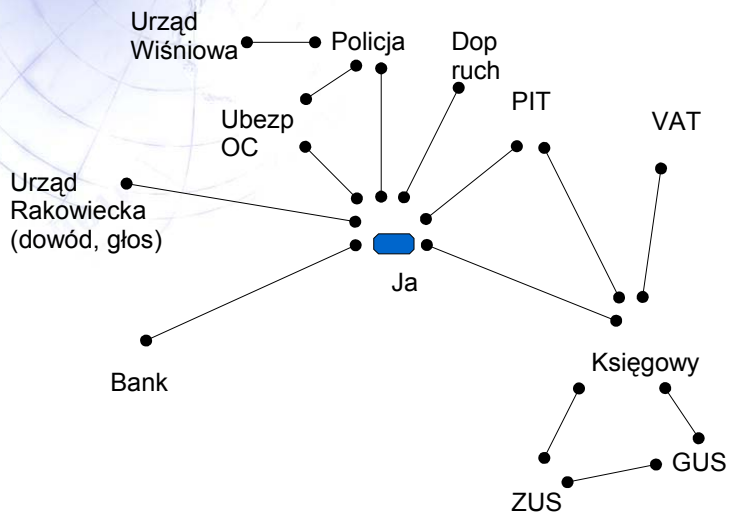 Urząd
Wiśniowa
Policja
Dop
ruch
PIT
VAT
Ubezp
OC
Urząd
Rakowiecka
(dowód, głos)
Ja
Bank
Księgowy
GUS
ZUS